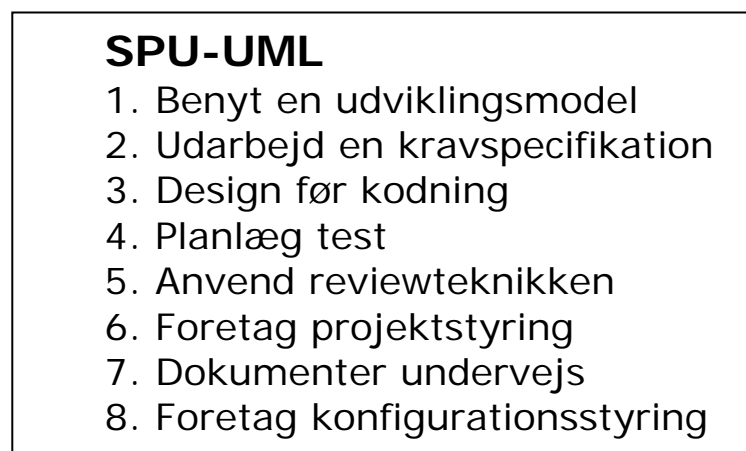 SPU-UML
1. Benyt en udviklingsmodel
2. Udarbejd en kravspecifikation
3. Design før kodning
4. Planlæg test
5. Anvend reviewteknikken
6. Foretag projektstyring
7. Dokumenter undervejs
8. Foretag konfigurationsstyring